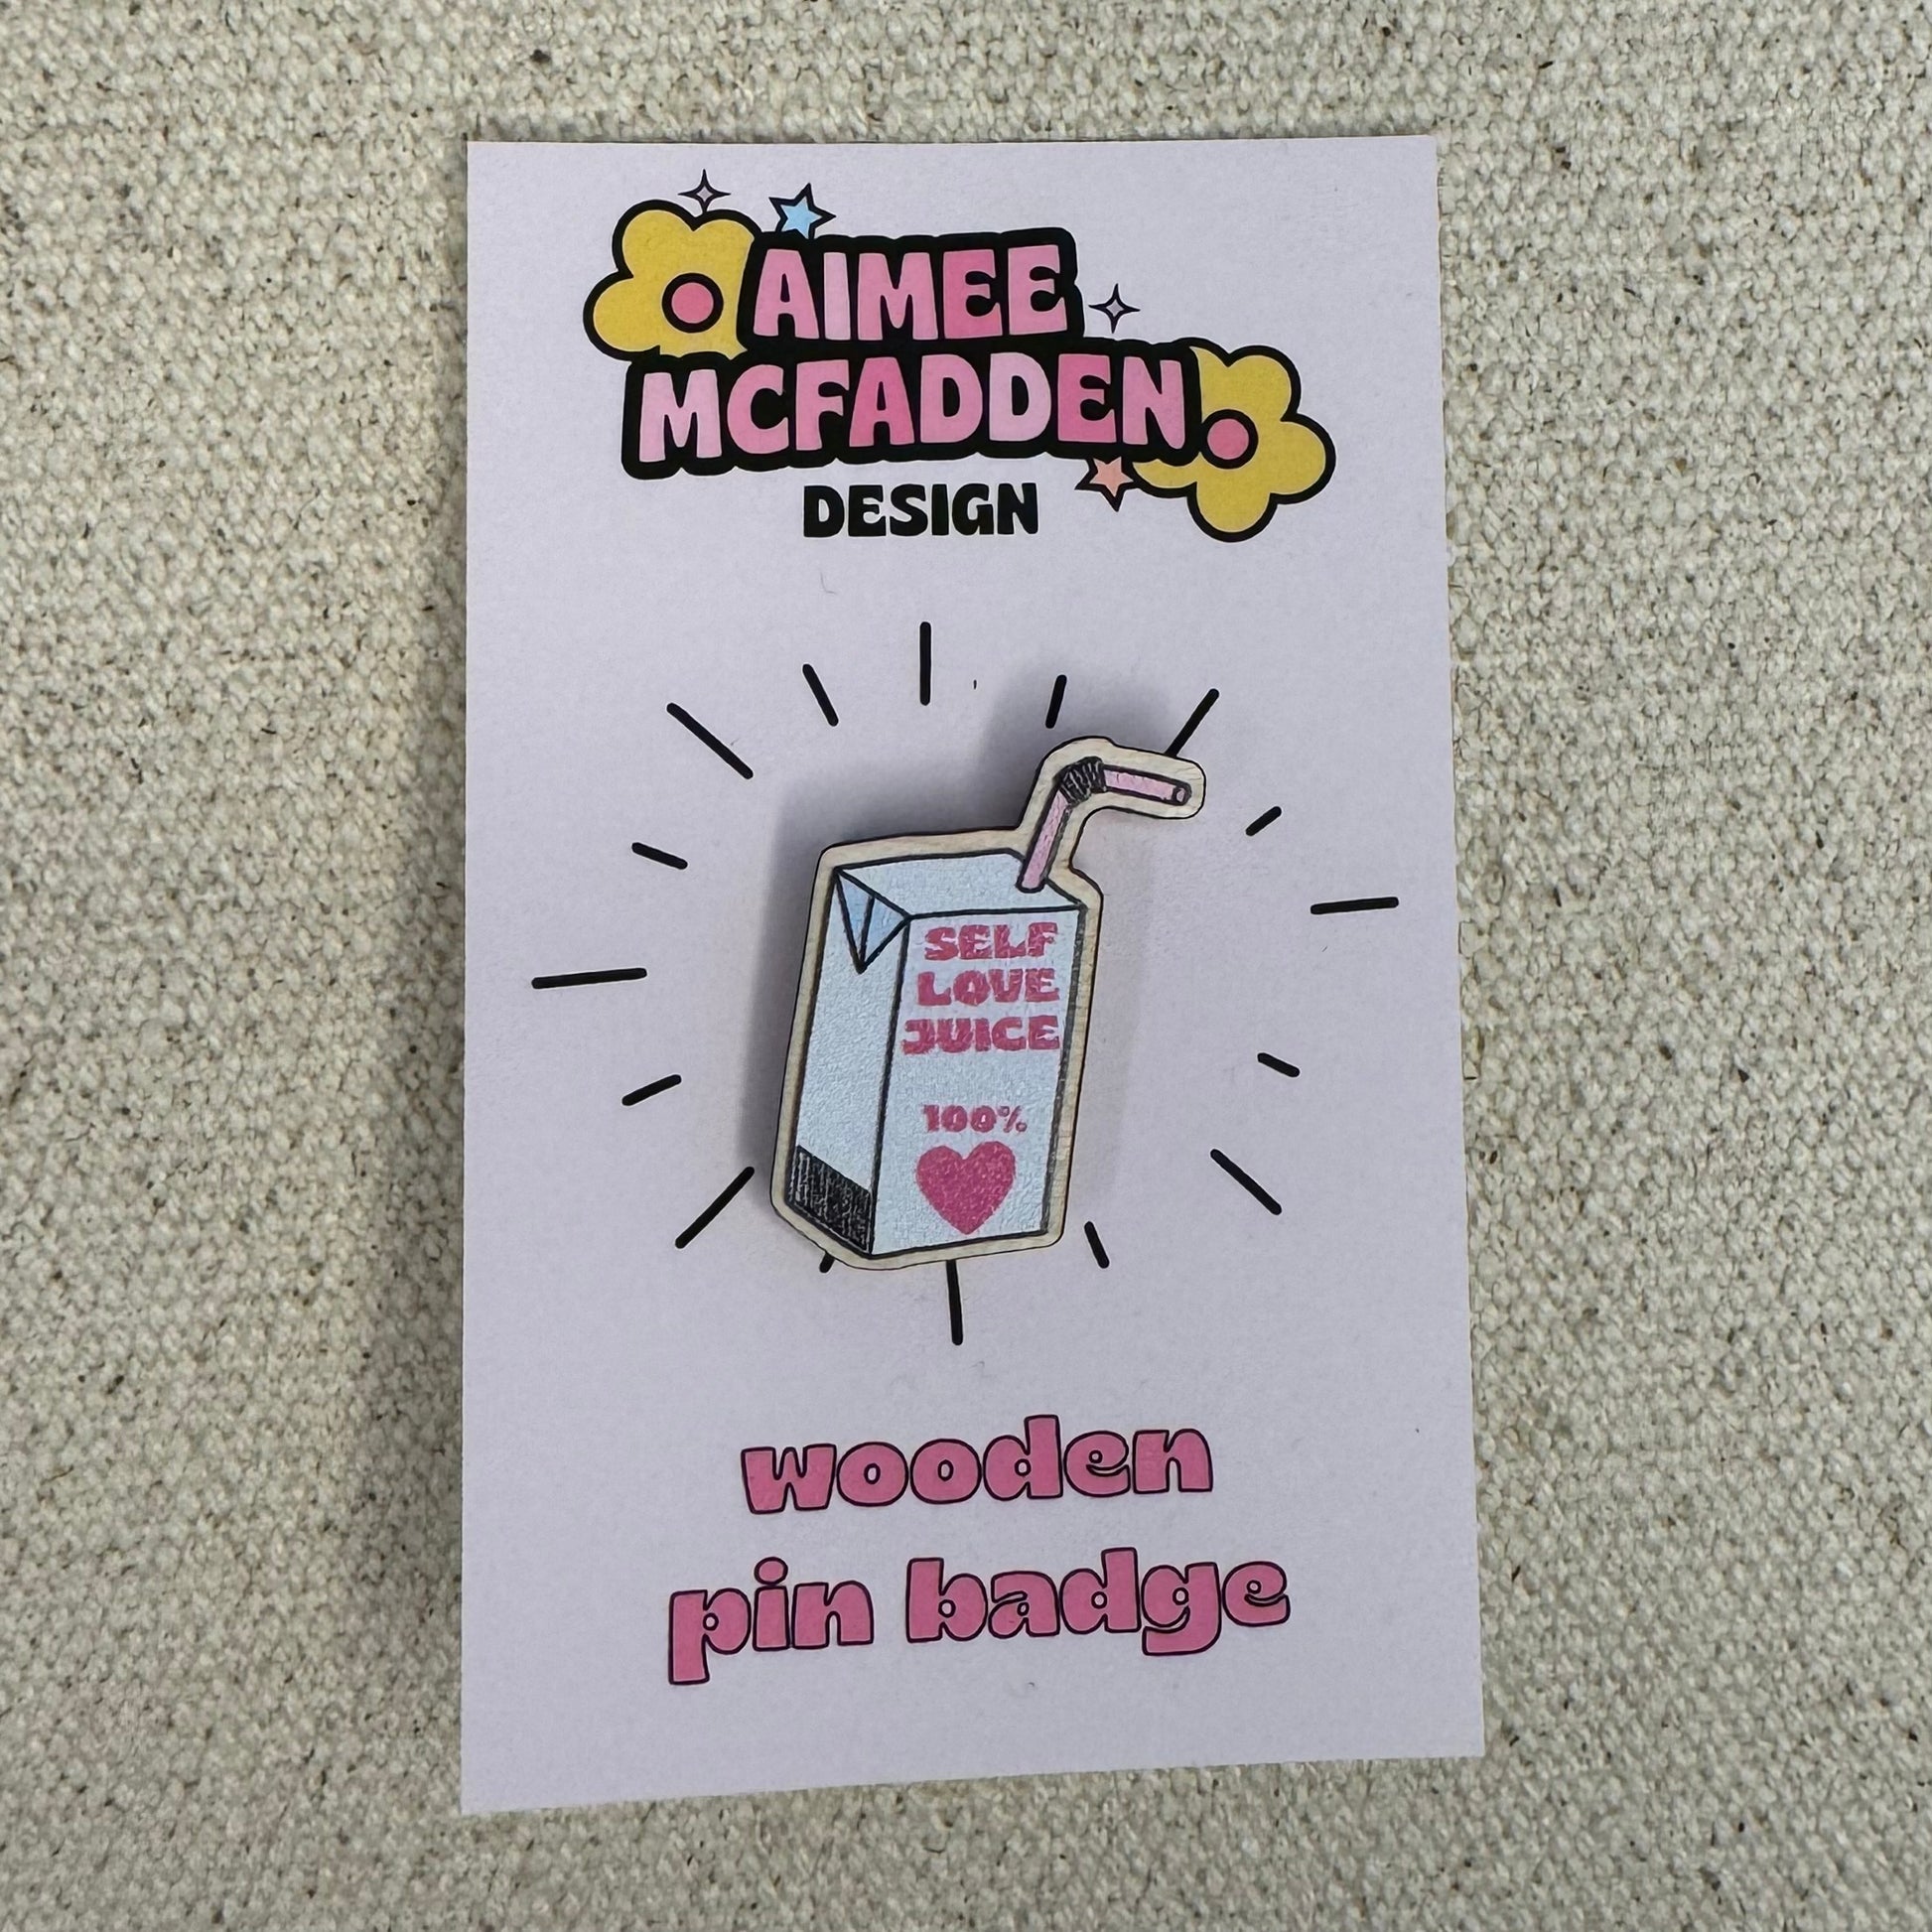 AIMEE
MCFADDEN
DESIGN
SELF
LOVE
JUICE
100%
wooden
pin badge